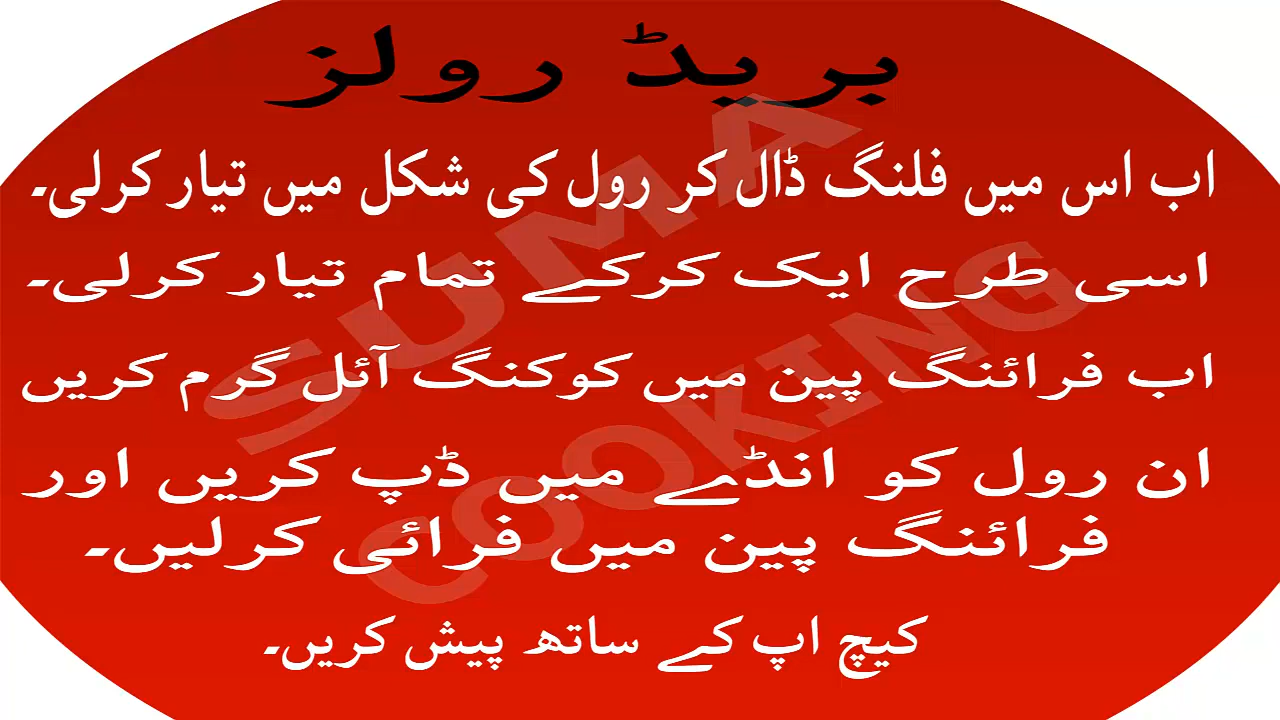 بریڈ رولز
اب اس میں فلنگ ڈال کر رول کی شکل میں تیار کرلی۔
اسی طرح ایک کرکے تمام تیار کرلی۔
اب فرائنگ پین میں کوکنگ آئل گرم کریں
ان رول کو انڈے میں ڈپ کریں اور
فرائنگ پین میں فرائی کرلیں۔
کیچ اپ کے ساتھ پیش کریں۔
SUMA
COOKING